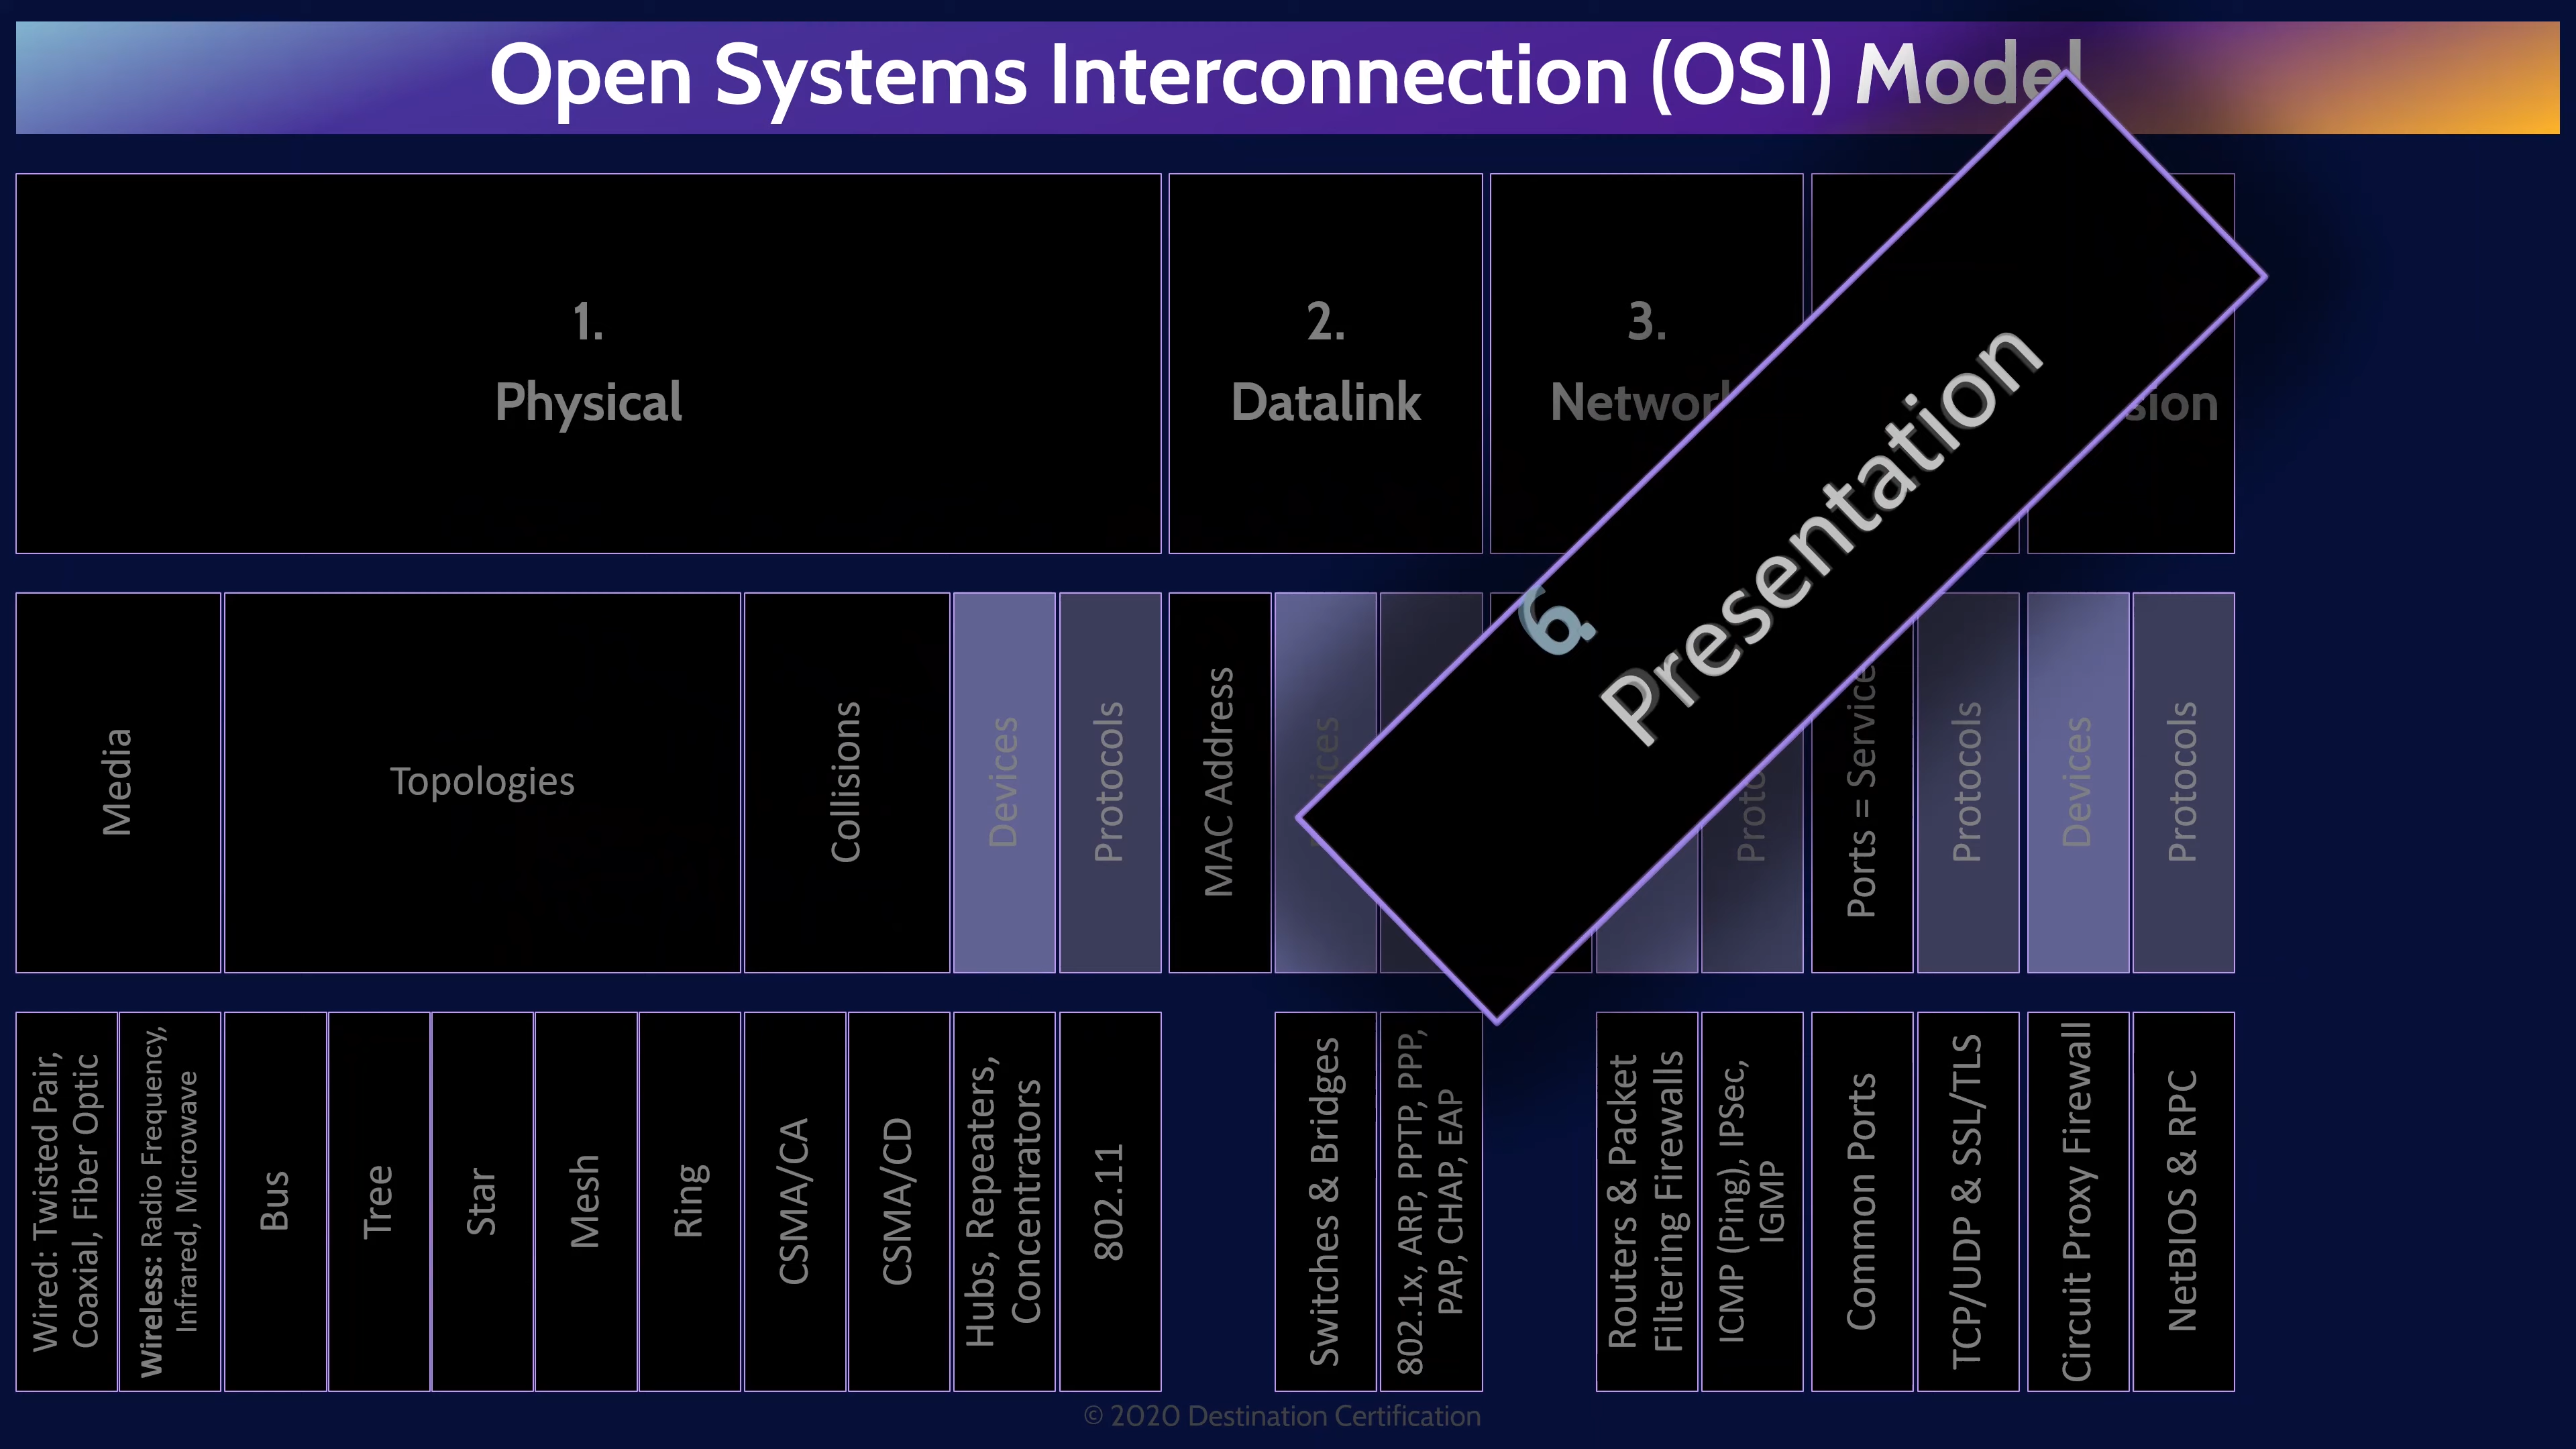 Open Systems Interconnection (OSI) Model
1.
Physical
2.
Datalink
3.
Network
6.
Presentation
Media
Topologies
Collisions
Devices
Protocols
MAC Address
Ports = Service
Protocols
Devices
Protocols
Wired: Twisted Pair,
Coaxial, Fiber Optic
Wireless: Radio Frequency,
Infrared, Microwave
Bus
Tree
Star
Mesh
Ring
CSMA/CA
CSMA/CD
Hubs, Repeaters,
Concentrators
802.11
Switches & Bridges
802.1x, ARP, PPTP, PPP,
PAP, CHAP, EAP
Routers & Packet
Filtering Firewalls
ICMP (Ping), IPSec,
IGMP
Common Ports
TCP/UDP & SSL/TLS
Circuit Proxy Firewall
NetBIOS & RPC
© 2020 Destination Certification